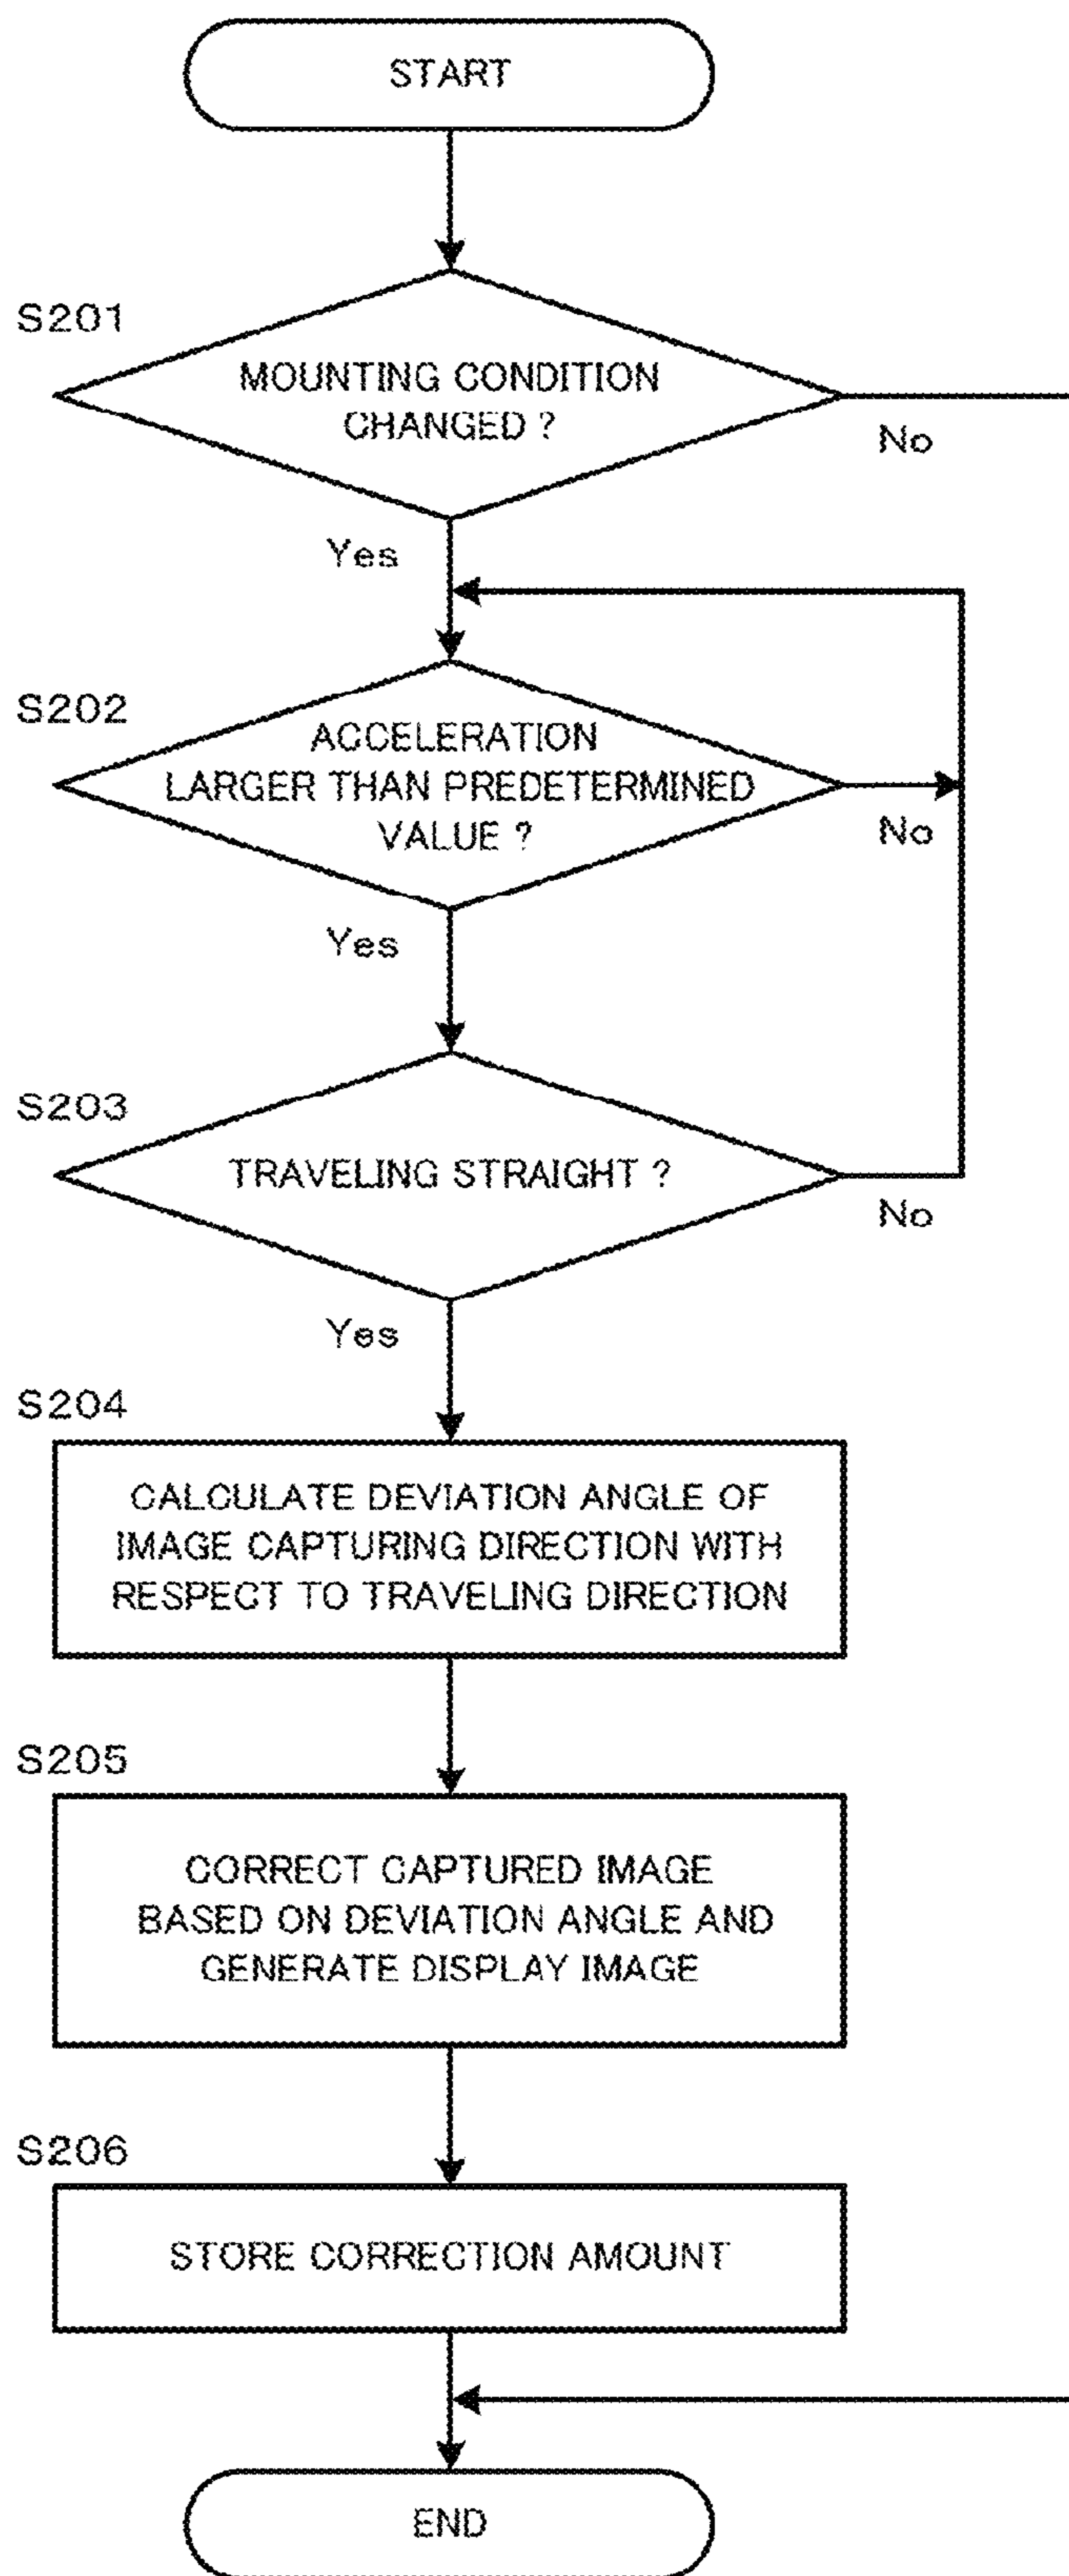 START
S201
MOUNTING CONDITION
CHANGED ?
No
Yes
S202
ACCELERATION
LARGER THAN PREDETERMINED
VALUE ?
No
Yes
S203
TRAVELING STRAIGHT ?
No
Yes
S204
CALCULATE DEVIATION ANGLE OF
IMAGE CAPTURING DIRECTION WITH
RESPECT TO TRAVELING DIRECTION
S205
CORRECT CAPTURED IMAGE
BASED ON DEVIATION ANGLE AND
GENERATE DISPLAY IMAGE
S206
STORE CORRECTION AMOUNT
END